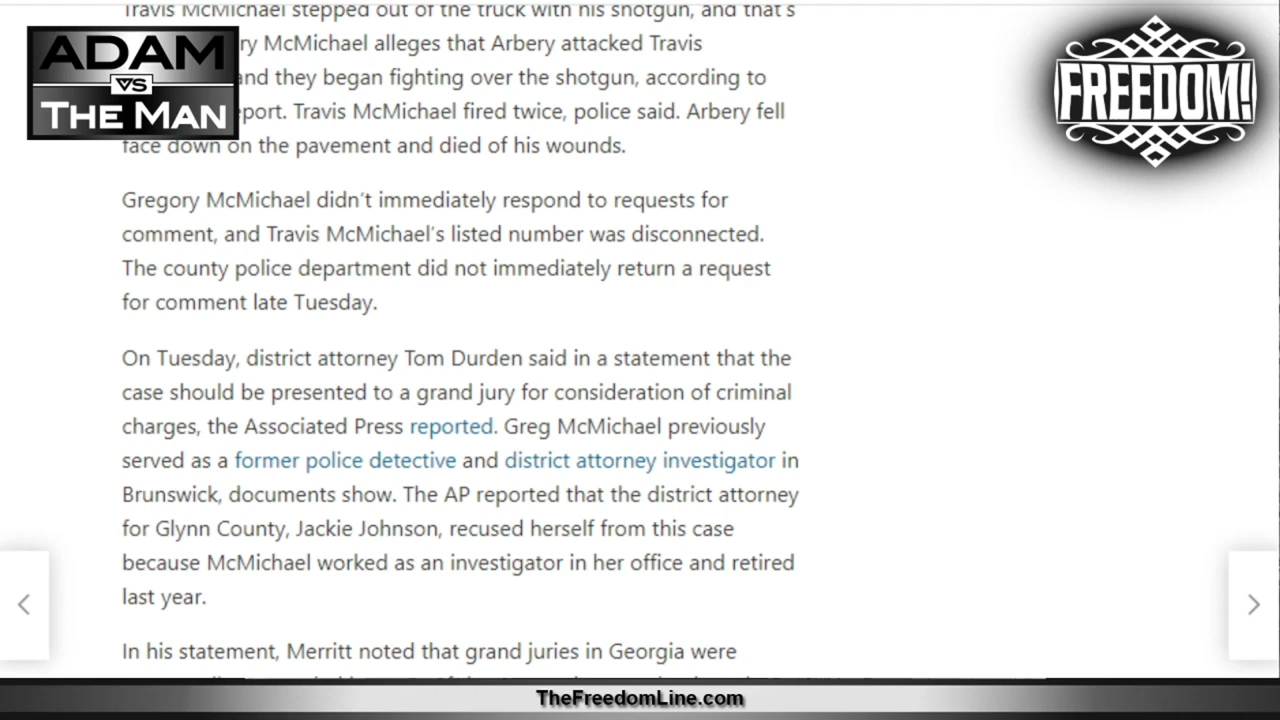 Travis McMichael stepped out of the truck with his shotgun, and that's
ry McMichael alleges that Arbery attacked Travis
and they began fighting over the shotgun, according to
eport. Travis McMichael fired twice, police said. Arbery fell
face down on the pavement and died of his wounds.
ADAM
VS
THE MAN
FREEDOM!
Gregory McMichael didn't immediately respond to requests for
comment, and Travis McMichael's listed number was disconnected.
The county police department did not immediately return a request
for comment late Tuesday.
On Tuesday, district attorney Tom Durden said in a statement that the
case should be presented to a grand jury for consideration of criminal
charges, the Associated Press reported. Greg McMichael previously
served as a former police detective and district attorney investigator in
Brunswick, documents show. The AP reported that the district attorney
for Glynn County, Jackie Johnson, recused herself from this case
because McMichael worked as an investigator in her office and retired
last year.
In his statement, Merritt noted that grand juries in Georgia were
TheFreedomLine.com